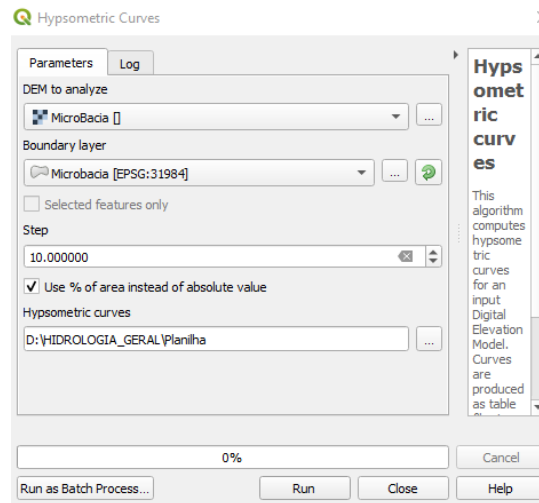 Hypsometric Curves
Parameters
Log
DEM to analyze
MicroBacia []
...
Boundary layer
Microbacia [EPSG:31984]
...
Selected features only
Step
10.000000
Use % of area instead of absolute value
Hypsometric curves
D:\HIDROLOGIA_GERAL\Planilha
...
Hyps
omet
ric
curv
es
This
algorithm
computes
hypsome
tric
curves
for an
input
Digital
Elevation
Model.
Curves
are
produced
as table
0%
Cancel
Run as Batch Process...
Run
Close
Help